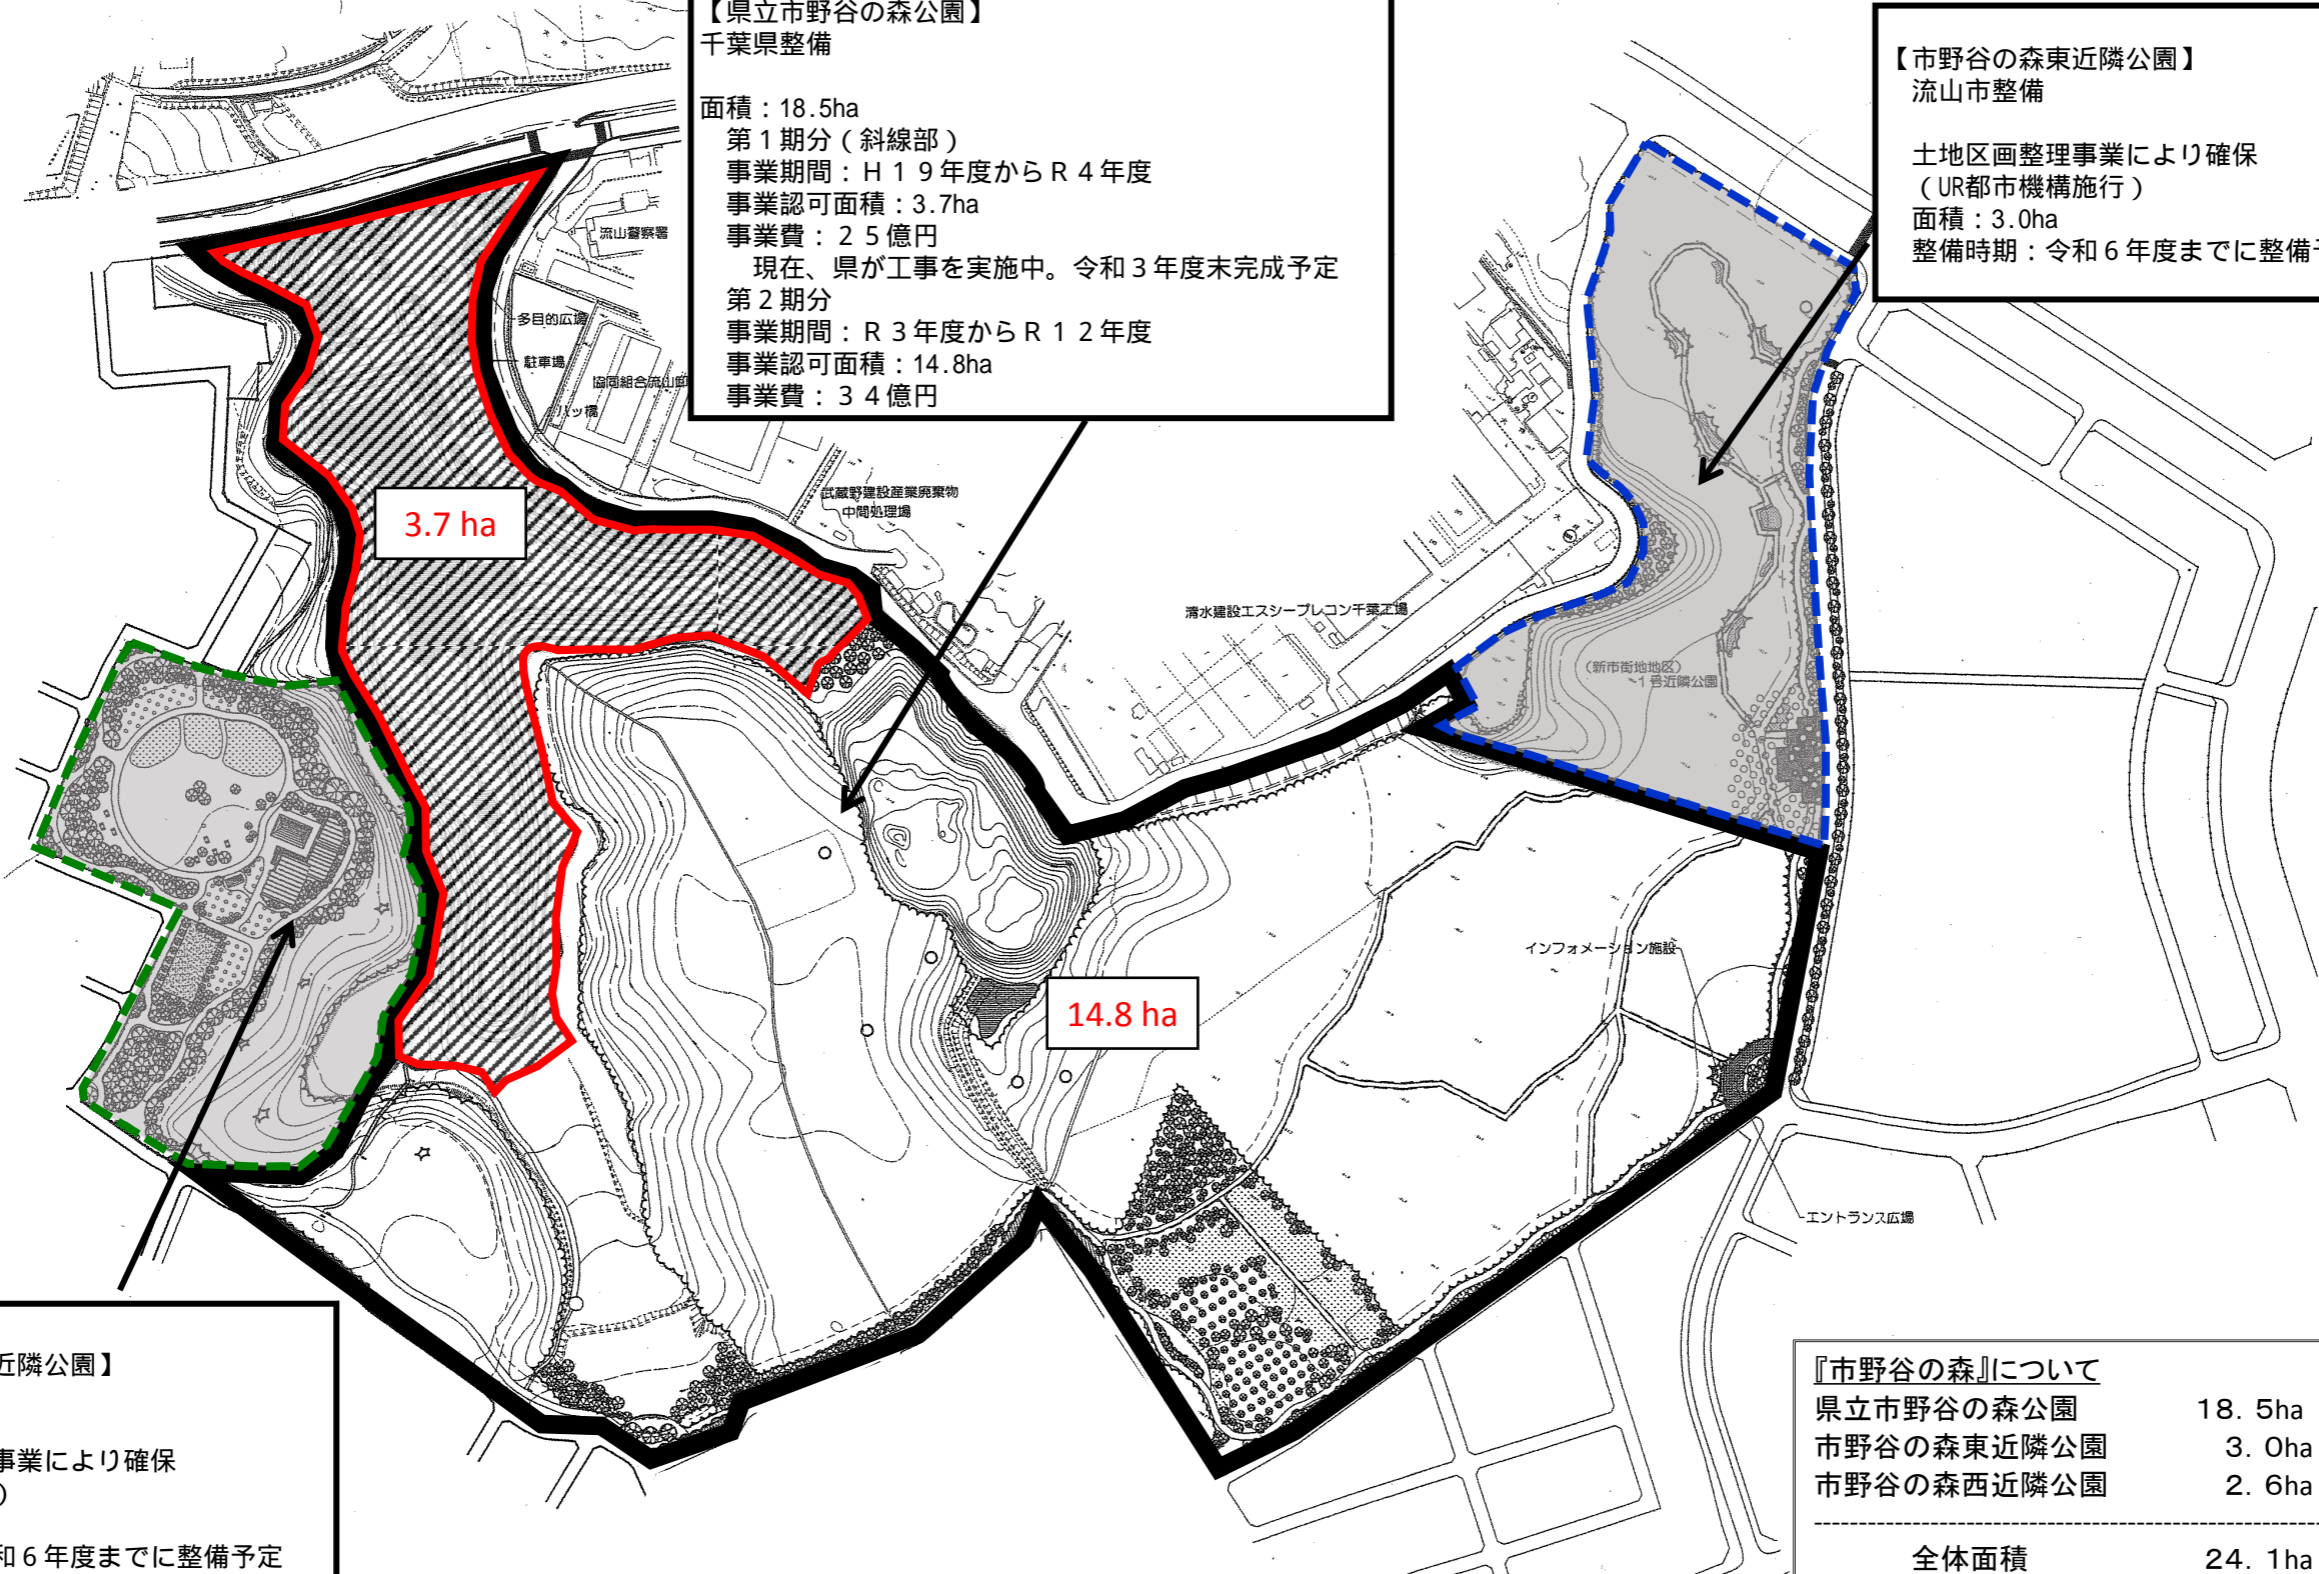 【県立市野谷の森公園】
千葉県整備
面積：18.5ha
第１期分（斜線部）
事業期間：Ｈ１９年度からＲ４年度
事業認可面積：3.7ha
事業費：２５億円
現在、県が工事を実施中。令和３年度末完成予定
第２期分
事業期間：Ｒ３年度からＲ１２年度
事業認可面積：14.8ha
事業費：３４億円
【市野谷の森東近隣公園】
流山市整備
土地区画整理事業により確保
（UR都市機構施行）
面積：3.0ha
整備時期：令和６年度までに整備
流山警察署
多目的広場
駐車場
八ッ橋
協同組合流山卸
3.7 ha
武蔵野建設産業廃棄物
中間処理場
清水建設エスシープレコン千葉工場
（新市街地地区）
１号近隣公園
インフォメーション施設
14.8 ha
エントランス広場
近隣公園】
事業により確保
）
和６年度までに整備予定
『市野谷の森』について
県立市野谷の森公園 18．5ha
市野谷の森東近隣公園 3．0ha
市野谷の森西近隣公園 2．6ha
全体面積 24．1ha